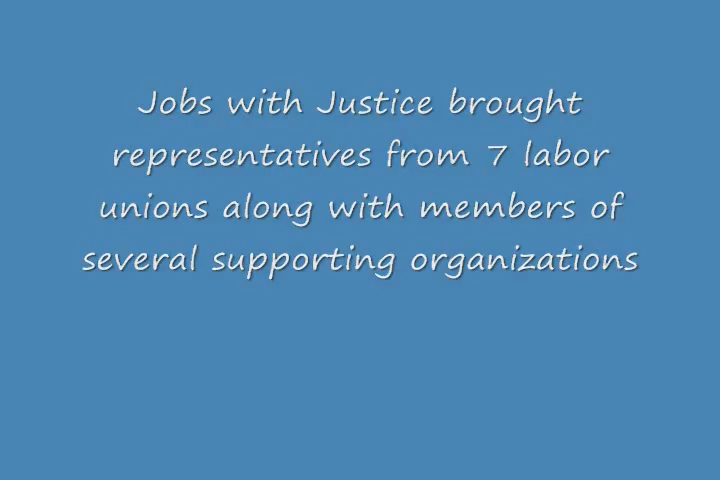 Jobs with Justice brought
representatives from 7 labor
unions along with members of
several supporting organizations